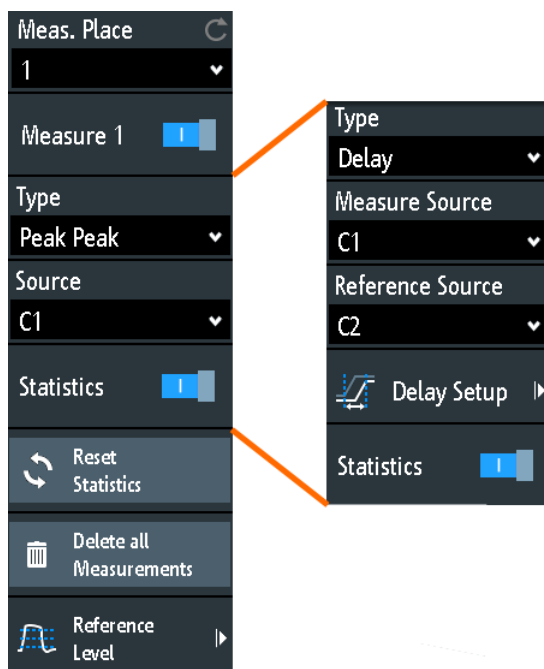 Meas. Place
1
Measure 1
Type
Peak Peak
Source
C1
Statistics
Reset
Statistics
Delete all
Measurements
Reference
Level
Type
Delay
Measure Source
C1
Reference Source
C2
Delay Setup
Statistics